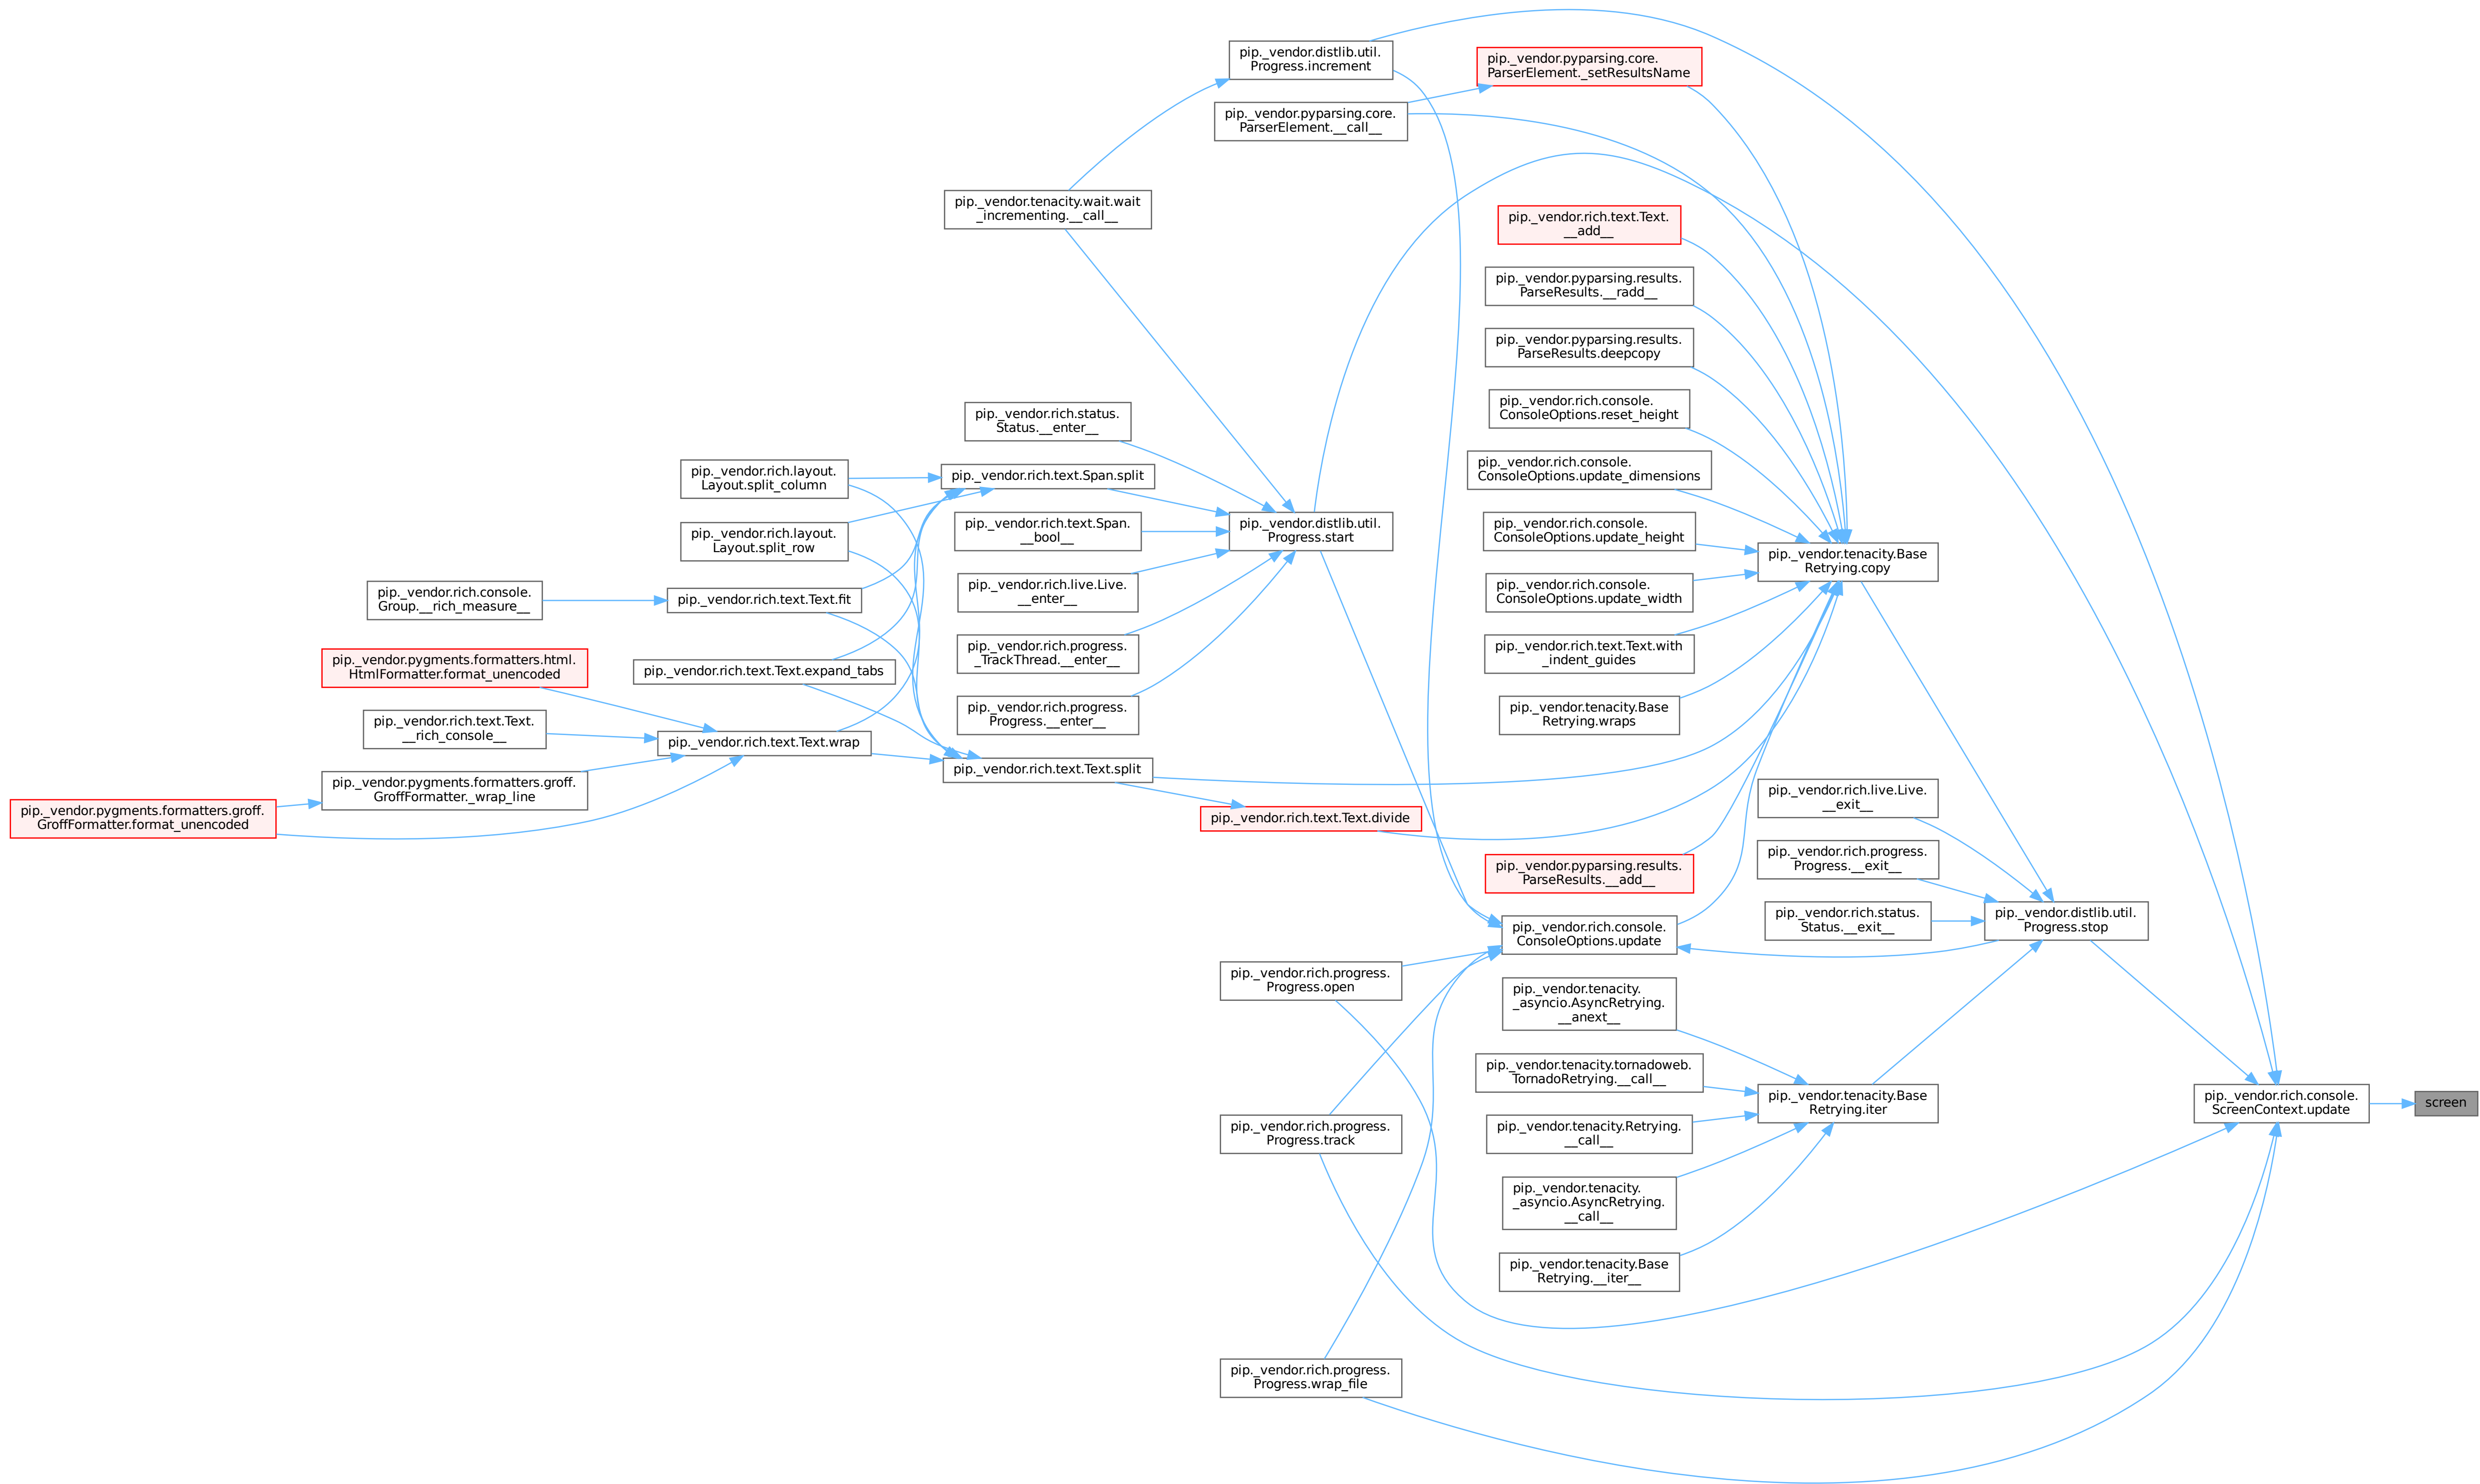 pip._vendor.distlib.util.
Progress.increment
pip._vendor.pyparsing.core.
ParserElement._setResultsName
pip._vendor.pyparsing.core.
ParserElement.__call__
pip._vendor.tenacity.wait.wait
_incrementing.__call__
pip._vendor.rich.text.Text.
__add__
pip._vendor.pyparsing.results.
ParseResults.__radd__
pip._vendor.pyparsing.results.
ParseResults.deepcopy
pip._vendor.rich.console.
ConsoleOptions.reset_height
pip._vendor.rich.status.
Status.__enter__
pip._vendor.rich.console.
ConsoleOptions.update_dimensions
pip._vendor.rich.layout.
Layout.split_column
pip._vendor.rich.text.Span.split
pip._vendor.rich.layout.
Layout.split_row
pip._vendor.rich.text.Span.
__bool__
pip._vendor.distlib.util.
Progress.start
pip._vendor.rich.console.
ConsoleOptions.update_height
pip._vendor.tenacity.Base
Retrying.copy
pip._vendor.rich.console.
Group.__rich_measure__
pip._vendor.rich.text.Text.fit
pip._vendor.rich.live.Live.
__enter__
pip._vendor.rich.console.
ConsoleOptions.update_width
pip._vendor.pygments.formatters.html.
HtmlFormatter.format_unencoded
pip._vendor.rich.text.Text.expand_tabs
pip._vendor.rich.progress.
_TrackThread.__enter__
pip._vendor.rich.text.Text.with
_indent_guides
pip._vendor.rich.text.Text.
__rich_console__
pip._vendor.rich.text.Text.wrap
pip._vendor.rich.progress.
Progress.__enter__
pip._vendor.tenacity.Base
Retrying.wraps
pip._vendor.pygments.formatters.groff.
GroffFormatter._wrap_line
pip._vendor.rich.text.Text.split
pip._vendor.pygments.formatters.groff.
GroffFormatter.format_unencoded
pip._vendor.rich.text.Text.divide
pip._vendor.rich.live.Live.
__exit__
pip._vendor.pyparsing.results.
ParseResults.__add__
pip._vendor.rich.progress.
Progress.__exit__
pip._vendor.rich.console.
ConsoleOptions.update
pip._vendor.rich.status.
Status.__exit__
pip._vendor.distlib.util.
Progress.stop
pip._vendor.rich.progress.
Progress.open
pip._vendor.tenacity.
_asyncio.AsyncRetrying.
__anext__
pip._vendor.tenacity.tornadoweb.
TornadoRetrying.__call__
pip._vendor.rich.progress.
Progress.track
pip._vendor.tenacity.Retrying.
__call__
pip._vendor.tenacity.Base
Retrying.iter
pip._vendor.rich.console.
ScreenContext.update
screen
pip._vendor.tenacity.
_asyncio.AsyncRetrying.
__call__
pip._vendor.tenacity.Base
Retrying.__iter__
pip._vendor.rich.progress.
Progress.wrap_file